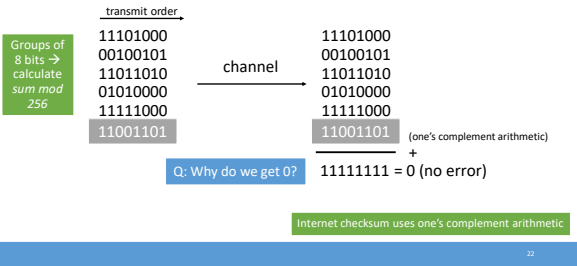 transmit order
Groups of
8 bits →
calculate
sum mod
256
11101000
00100101
11011010
01010000
11111000
11001101
channel
11101000
00100101
11011010
01010000
11111000
11001101
(one's complement arithmetic)
+
Q: Why do we get 0?
11111111 = 0 (no error)
Internet checksum uses one's complement arithmetic
22